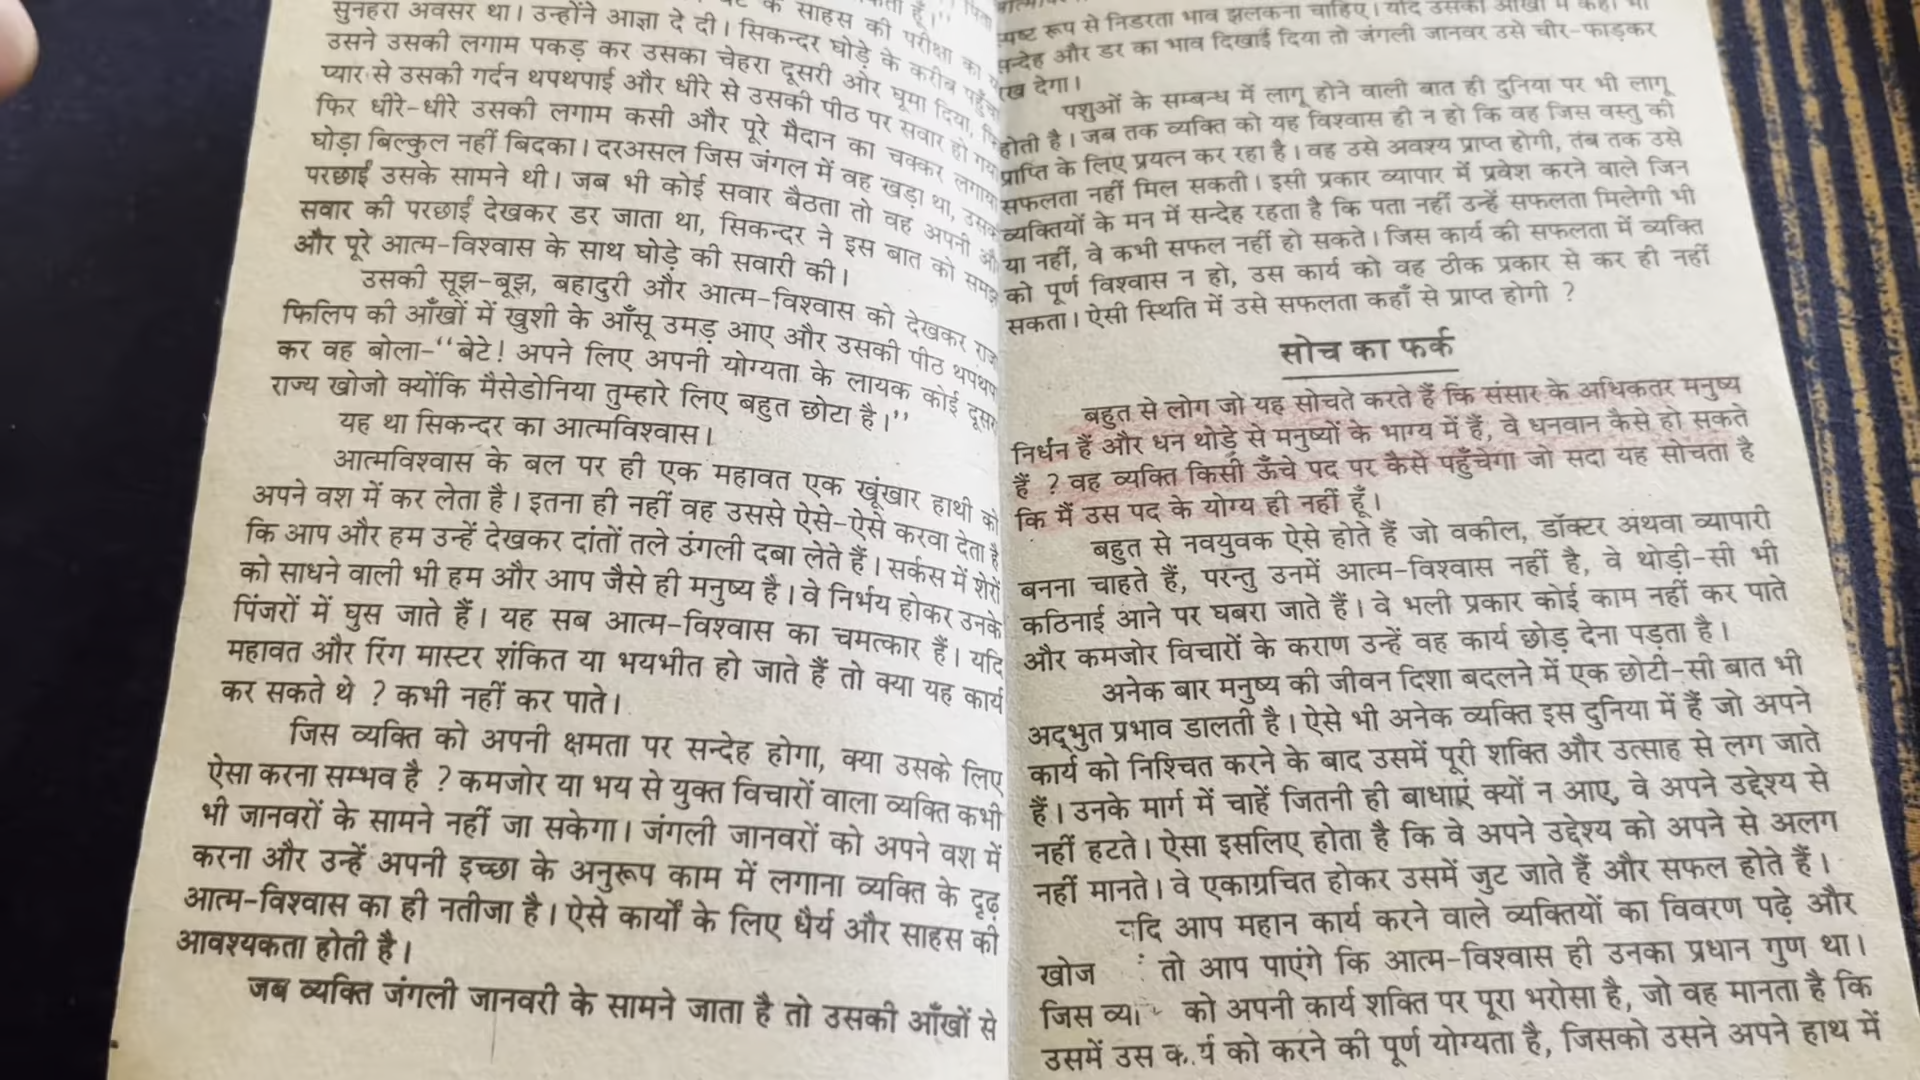 के साहस की परीक्षा का
सुनहरा अवसर था। उन्होंने आज्ञा दे दी। सिकन्दर घोड़े के करीब पहुँचा
उसने उसकी लगाम पकड़ कर उसका चेहरा दूसरी ओर घूमा दिया,
प्यार से उसकी गर्दन थपथपाई और धीरे से उसकी पीठ पर सवार हो गया
फिर धीरे-धीरे उसकी लगाम कसी और पूरे मैदान का चक्कर लगाया
घोड़ा बिल्कुल नहीं बिदका। दरअसल जिस जंगल में वह खड़ा था,
परछाईं उसके सामने थी। जब भी कोई सवार बैठता तो वह अपनी
सवार की परछाईं देखकर डर जाता था, सिकन्दर ने इस बात को
और पूरे आत्म-विश्वास के साथ घोड़े की सवारी की।
उसकी सूझ-बूझ, बहादुरी और आत्म-विश्वास को देखकर
फिलिप की आँखों में खुशी के आँसू उमड़ आए और उसकी पीठ
कर वह बोला-‘‘बेटे! अपने लिए अपनी योग्यता के लायक कोई
राज्य खोजो क्योंकि मैसेडोनिया तुम्हारे लिए बहुत छोटा है।’’
यह था सिकन्दर का आत्मविश्वास।
आत्मविश्वास के बल पर ही एक महावत एक खूंखार हाथी को
अपने वश में कर लेता है। इतना ही नहीं वह उससे ऐसे-ऐसे करवा देता है
कि आप और हम उन्हें देखकर दांतों तले उंगली दबा लेते हैं। सर्कस में शेरों
को साधने वाली भी हम और आप जैसे ही मनुष्य है। वे निर्भय होकर उनके
पिंजरों में घुस जाते हैं। यह सब आत्म-विश्वास का चमत्कार हैं। यदि
महावत और रिंग मास्टर शंकित या भयभीत हो जाते हैं तो क्या यह कार्य
कर सकते थे ? कभी नहीं कर पाते।
जिस व्यक्ति को अपनी क्षमता पर सन्देह होगा, क्या उसके लिए
ऐसा करना सम्भव है ? कमजोर या भय से युक्त विचारों वाला व्यक्ति कभी
भी जानवरों के सामने नहीं जा सकेगा। जंगली जानवरों को अपने वश में
करना और उन्हें अपनी इच्छा के अनुरूप काम में लगाना व्यक्ति के दृढ़
आत्म-विश्वास का ही नतीजा है। ऐसे कार्यों के लिए धैर्य और साहस की
आवश्यकता होती है।
जब व्यक्ति जंगली जानवरी के सामने जाता है तो उसकी आँखों से
रूप से निडरता भाव झलकना चाहिए। यदि उसकी आंखों में कहीं भी
और डर का भाव दिखाई दिया तो जंगली जानवर उसे चीर-फाड़कर
देगा।
पशुओं के सम्बन्ध में लागू होने वाली बात ही दुनिया पर भी लागू
होती है। जब तक व्यक्ति को यह विश्वास ही न हो कि वह जिस वस्तु की
प्राप्ति के लिए प्रयत्न कर रहा है। वह उसे अवश्य प्राप्त होगी, तब तक उसे
सफलता नहीं मिल सकती। इसी प्रकार व्यापार में प्रवेश करने वाले जिन
व्यक्तियों के मन में सन्देह रहता है कि पता नहीं उन्हें सफलता मिलेगी भी
या नहीं, वे कभी सफल नहीं हो सकते। जिस कार्य की सफलता में व्यक्ति
को पूर्ण विश्वास न हो, उस कार्य को वह ठीक प्रकार से कर ही नहीं
सकता। ऐसी स्थिति में उसे सफलता कहाँ से प्राप्त होगी ?
सोच का फर्क
बहुत से लोग जो यह सोचते करते हैं कि संसार के अधिकतर मनुष्य
निर्धन हैं और धन थोड़े से मनुष्यों के भाग्य में हैं, वे धनवान कैसे हो सकते
हैं ? वह व्यक्ति किसी ऊँचे पद पर कैसे पहुँचेगा जो सदा यह सोचता है
कि मैं उस पद के योग्य ही नहीं हूँ।
बहुत से नवयुवक ऐसे होते हैं जो वकील, डॉक्टर अथवा व्यापारी
बनना चाहते हैं, परन्तु उनमें आत्म-विश्वास नहीं है, वे थोड़ी-सी भी
कठिनाई आने पर घबरा जाते हैं। वे भली प्रकार कोई काम नहीं कर पाते
और कमजोर विचारों के कराण उन्हें वह कार्य छोड़ देना पड़ता है।
अनेक बार मनुष्य की जीवन दिशा बदलने में एक छोटी-सी बात भी
अद्भुत प्रभाव डालती है। ऐसे भी अनेक व्यक्ति इस दुनिया में हैं जो अपने
कार्य को निश्चित करने के बाद उसमें पूरी शक्ति और उत्साह से लग जाते
हैं। उनके मार्ग में चाहें जितनी ही बाधाएं क्यों न आए, वे अपने उद्देश्य से
नहीं हटते। ऐसा इसलिए होता है कि वे अपने उद्देश्य को अपने से अलग
नहीं मानते। वे एकाग्रचित होकर उसमें जुट जाते हैं और सफल होते हैं।
यदि आप महान कार्य करने वाले व्यक्तियों का विवरण पढ़े और
खोज तो आप पाएंगे कि आत्म-विश्वास ही उनका प्रधान गुण था।
जिस को अपनी कार्य शक्ति पर पूरा भरोसा है, जो वह मानता है कि
उसमें उस को करने की पूर्ण योग्यता है, जिसको उसने अपने हाथ में